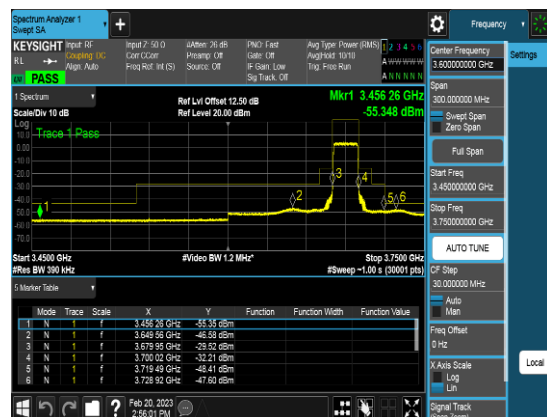 Spectrum Analyzer 1
Swept SA
Frequency
KEYSIGHT
Input: RF
Input Z: 50 Ω
#Atten: 26 dB
PNO: Fast
Avg Type: Power (RMS)
1 2 3 4 5 6
RL
Coupling: DC
Corr CCorr
Preamp: Off
Gate: Off
Avg|Hold: 10/10
Align: Auto
Freq Ref: Int (S)
Source: Off
IF Gain: Low
Trig: Free Run
Sig Track: Off
A N N N N N
PASS
1 Spectrum
Scale/Div 10 dB
Ref Lvl Offset 12.50 dB
Ref Level 20.00 dBm
Mkr1 3.456 26 GHz
-55.348 dBm
Log
Trace 1 Pass
10.0
0.00
-10.0
-20.0
-30.0
-40.0
-50.0
-60.0
-70.0
1
2
3
4
5
6
Start 3.4500 GHz
#Video BW 1.2 MHz*
Stop 3.7500 GHz
#Res BW 390 kHz
#Sweep ~1.00 s (30001 pts)
5 Marker Table
Mode Trace Scale X Y Function Function Width Function Value
1 N 1 f 3.456 26 GHz -55.35 dBm
2 N 1 f 3.649 56 GHz -46.58 dBm
3 N 1 f 3.679 95 GHz -29.52 dBm
4 N 1 f 3.700 02 GHz -32.21 dBm
5 N 1 f 3.719 49 GHz -48.41 dBm
6 N 1 f 3.728 92 GHz -47.60 dBm
Feb 20, 2023
2:56:01 PM
Center Frequency
3.600000000 GHz
Settings
Span
300.000000 MHz
Swept Span
Zero Span
Full Span
Start Freq
3.450000000 GHz
Stop Freq
3.750000000 GHz
AUTO TUNE
CF Step
30.000000 MHz
Auto
Man
Freq Offset
0 Hz
X Axis Scale
Log
Lin
Local
Signal Track
(Span Zoom)